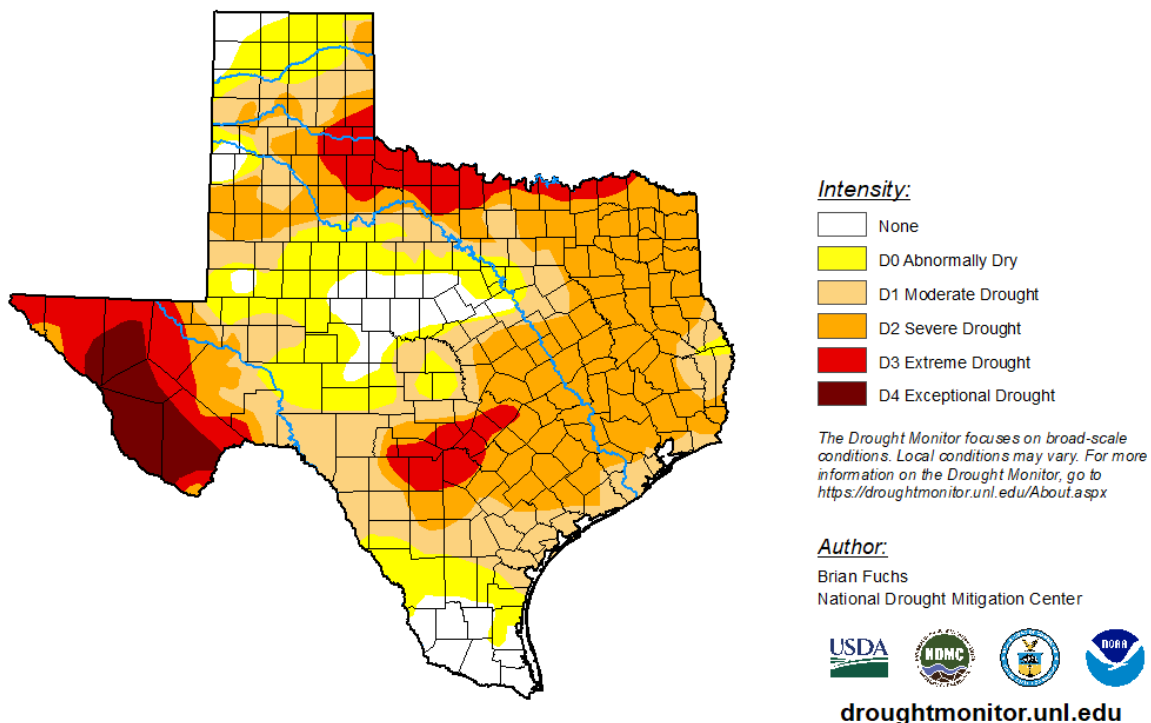 Intensity:
None
D0 Abnormally Dry
D1 Moderate Drought
D2 Severe Drought
D3 Extreme Drought
D4 Exceptional Drought
The Drought Monitor focuses on broad-scale
conditions. Local conditions may vary. For more
information on the Drought Monitor, go to
https://droughtmonitor.unl.edu/About.aspx
Author:
Brian Fuchs
National Drought Mitigation Center
USDA
NDMC
NOAA
droughtmonitor.unl.edu